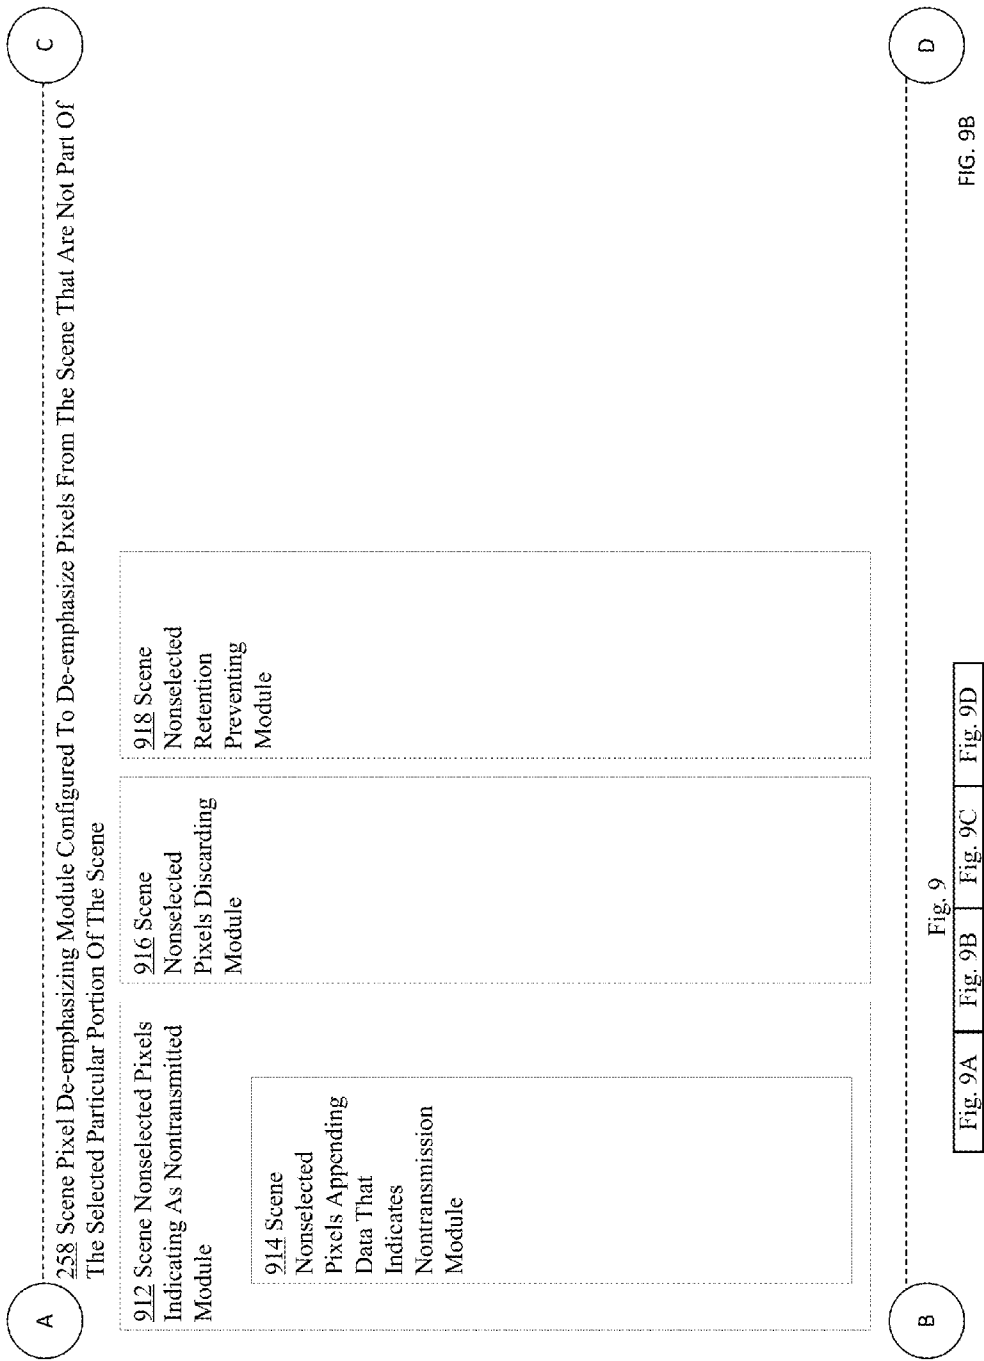 A
C
258 Scene Pixel De-emphasizing Module Configured To De-emphasize Pixels From The Scene That Are Not Part Of
The Selected Particular Portion Of The Scene
912 Scene Nonselected Pixels
Indicating As Nontransmitted
Module
914 Scene
Nonselected
Pixels Appending
Data That
Indicates
Nontransmission
Module
916 Scene
Nonselected
Pixels Discarding
Module
918 Scene
Nonselected
Retention
Preventing
Module
B
D
Fig. 9
Fig. 9A
Fig. 9B
Fig. 9C
Fig. 9D
FIG. 9B